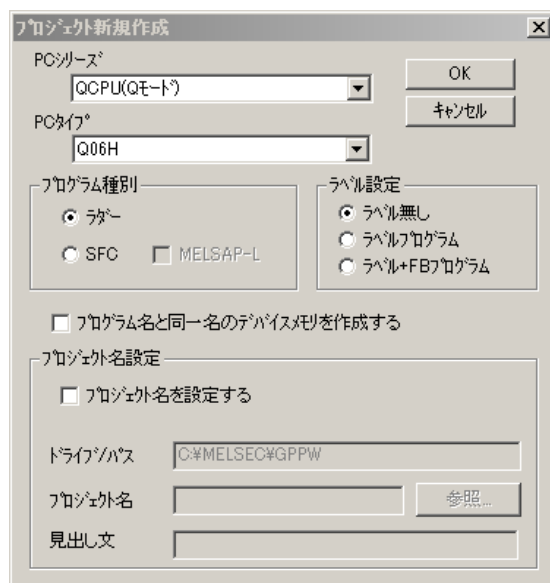 プロジェクト新規作成
PCシリーズ
OK
QCPU(Qモード)
キャンセル
PCタイプ
Q06H
プログラム種別
ラベル設定
ラダー
ラベル無し
SFC
MELSAP-L
ラベルプログラム
ラベル+FBプログラム
プログラム名と同一名のデバイスメモリを作成する
プロジェクト名設定
プロジェクト名を設定する
ドライブ/パス
C:¥MELSEC¥GPPW
プロジェクト名
参照...
見出し文